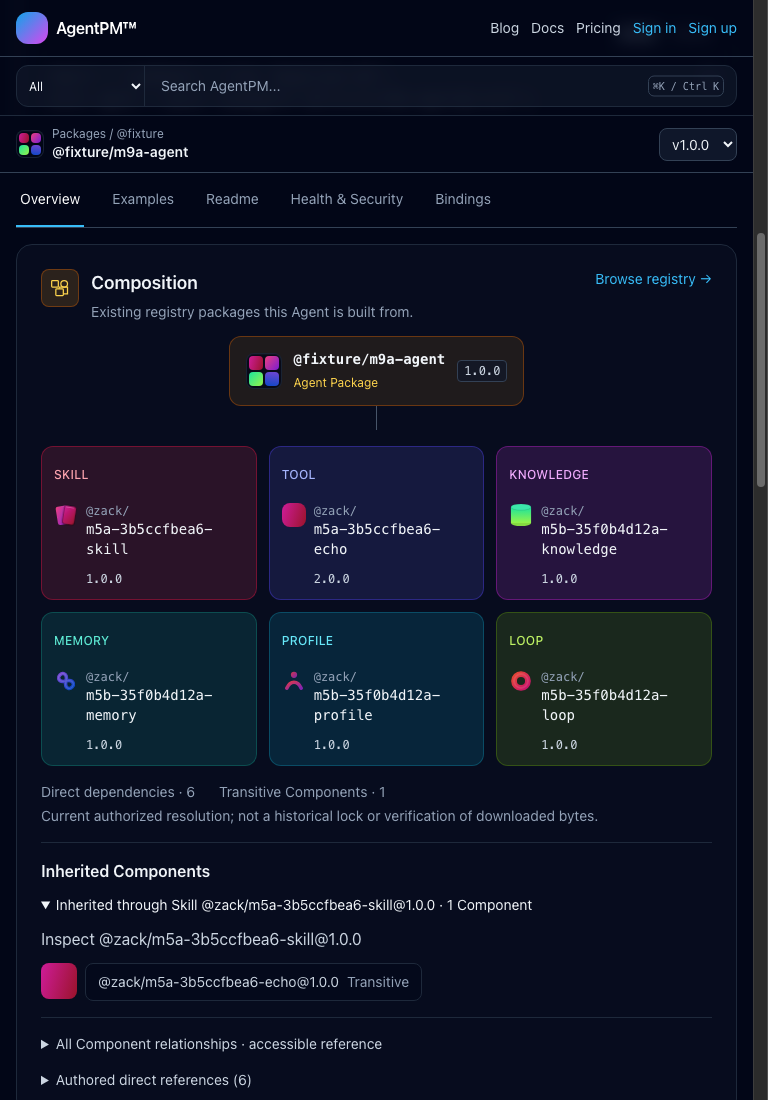 AgentPM™
Blog Docs Pricing Sign in Sign up
All
Search AgentPM...
⌘K / Ctrl K
Packages / @fixture
@fixture/m9a-agent
v1.0.0
Overview Examples Readme Health & Security Bindings
Composition
Browse registry →
Existing registry packages this Agent is built from.
@fixture/m9a-agent
Agent Package
1.0.0
SKILL
@zack/
m5a-3b5ccfbea6-
skill
1.0.0
TOOL
@zack/
m5a-3b5ccfbea6-
echo
2.0.0
KNOWLEDGE
@zack/
m5b-35f0b4d12a-
knowledge
1.0.0
MEMORY
@zack/
m5b-35f0b4d12a-
memory
1.0.0
PROFILE
@zack/
m5b-35f0b4d12a-
profile
1.0.0
LOOP
@zack/
m5b-35f0b4d12a-
loop
1.0.0
Direct dependencies · 6 Transitive Components · 1
Current authorized resolution; not a historical lock or verification of downloaded bytes.
Inherited Components
▼ Inherited through Skill @zack/m5a-3b5ccfbea6-skill@1.0.0 · 1 Component
Inspect @zack/m5a-3b5ccfbea6-skill@1.0.0
@zack/m5a-3b5ccfbea6-echo@1.0.0 Transitive
▶ All Component relationships · accessible reference
▶ Authored direct references (6)